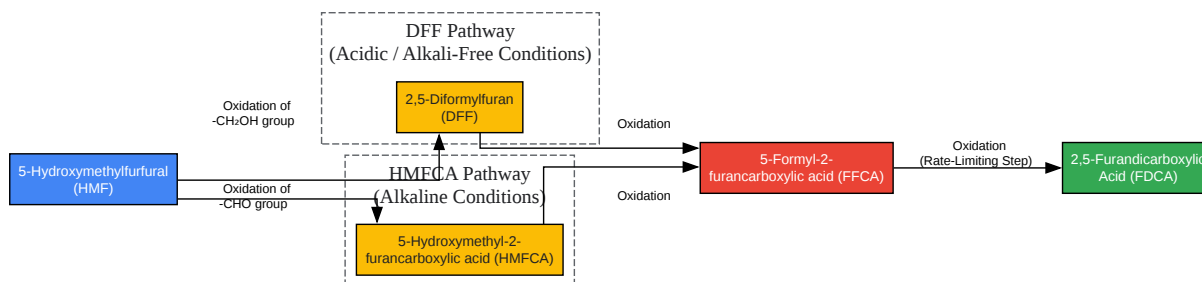 DFF Pathway
(Acidic / Alkali-Free Conditions)
2,5-Diformylfuran
(DFF)
Oxidation of
-CH₂OH group
Oxidation
5-Hydroxymethylfurfural
(HMF)
HMFCA Pathway
(Alkaline Conditions)
Oxidation of
-CHO group
5-Hydroxymethyl-2-
furancarboxylic acid (HMFCA)
Oxidation
5-Formyl-2-
furancarboxylic acid (FFCA)
Oxidation
(Rate-Limiting Step)
2,5-Furandicarboxylic
Acid (FDCA)